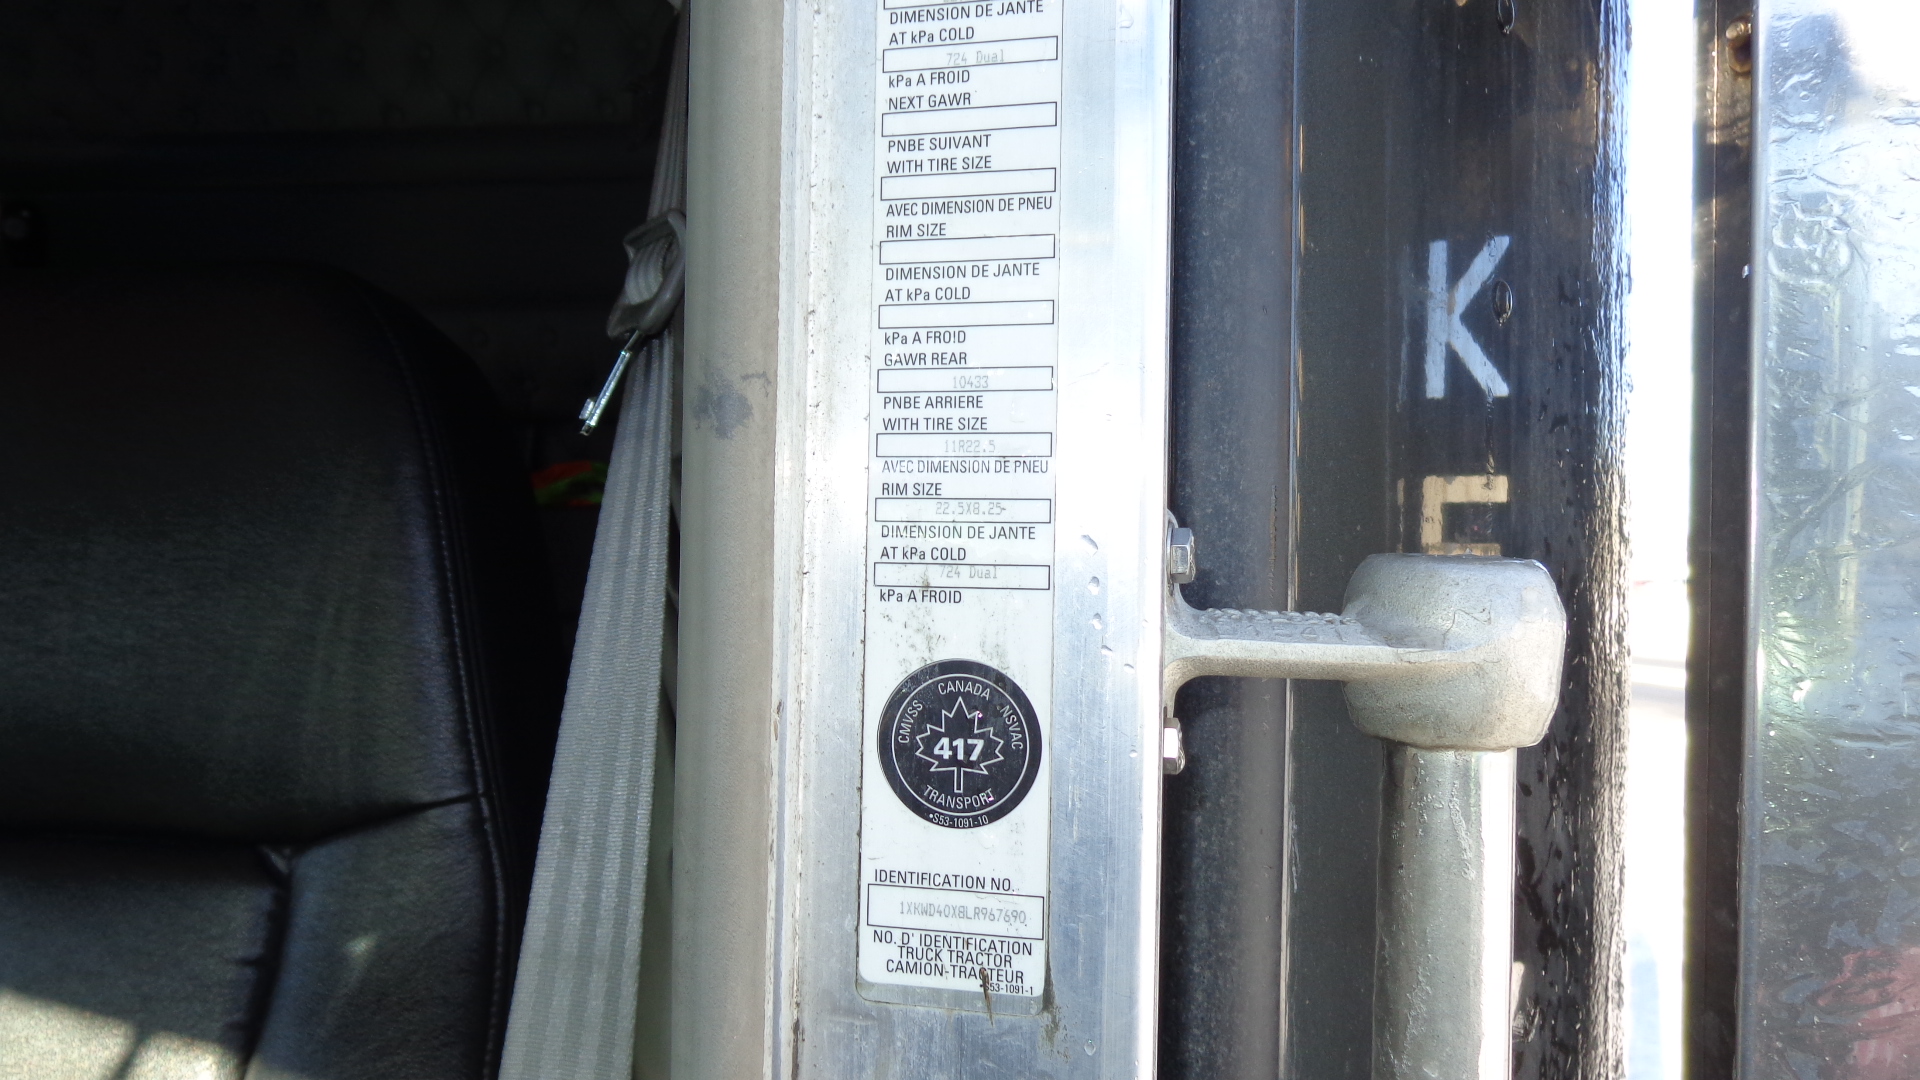 DIMENSION DE JANTE
AT kPa COLD
724 Dual
kPa A FROID
NEXT GAWR
PNBE SUIVANT
WITH TIRE SIZE
AVEC DIMENSION DE PNEU
RIM SIZE
DIMENSION DE JANTE
AT kPa COLD
kPa A FROID
GAWR REAR
10433
PNBE ARRIERE
WITH TIRE SIZE
11R22.5
AVEC DIMENSION DE PNEU
RIM SIZE
22.5X8.25
DIMENSION DE JANTE
AT kPa COLD
724 Dual
kPa A FROID
CANADA
CMVSS
NSVAC
417
TRANSPORT
•S53-1091-10
IDENTIFICATION NO.
1XKWD40X8LR967690
NO. D' IDENTIFICATION
TRUCK TRACTOR
CAMION-TRACTEUR
•S53-1091-1
K